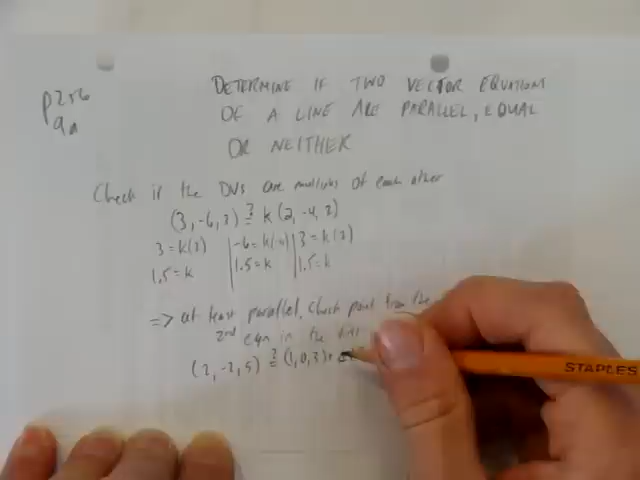 p256
9a
DETERMINE IF TWO VECTOR EQUATIONS
OF A LINE ARE PARALLEL, EQUAL
OR NEITHER
Check if the DVs are multiples of each other
(3, -6, 3) ≟ k (2, -4, 2)
3 = k(2) | -6 = k(-4) | 3 = k(2)
1.5 = k | 1.5 = k | 1.5 = k
=> at least parallel. Check point from the
2nd eqn in the first
(2, -2, 5) ≟ (1, 0, 3) +
STAPLES